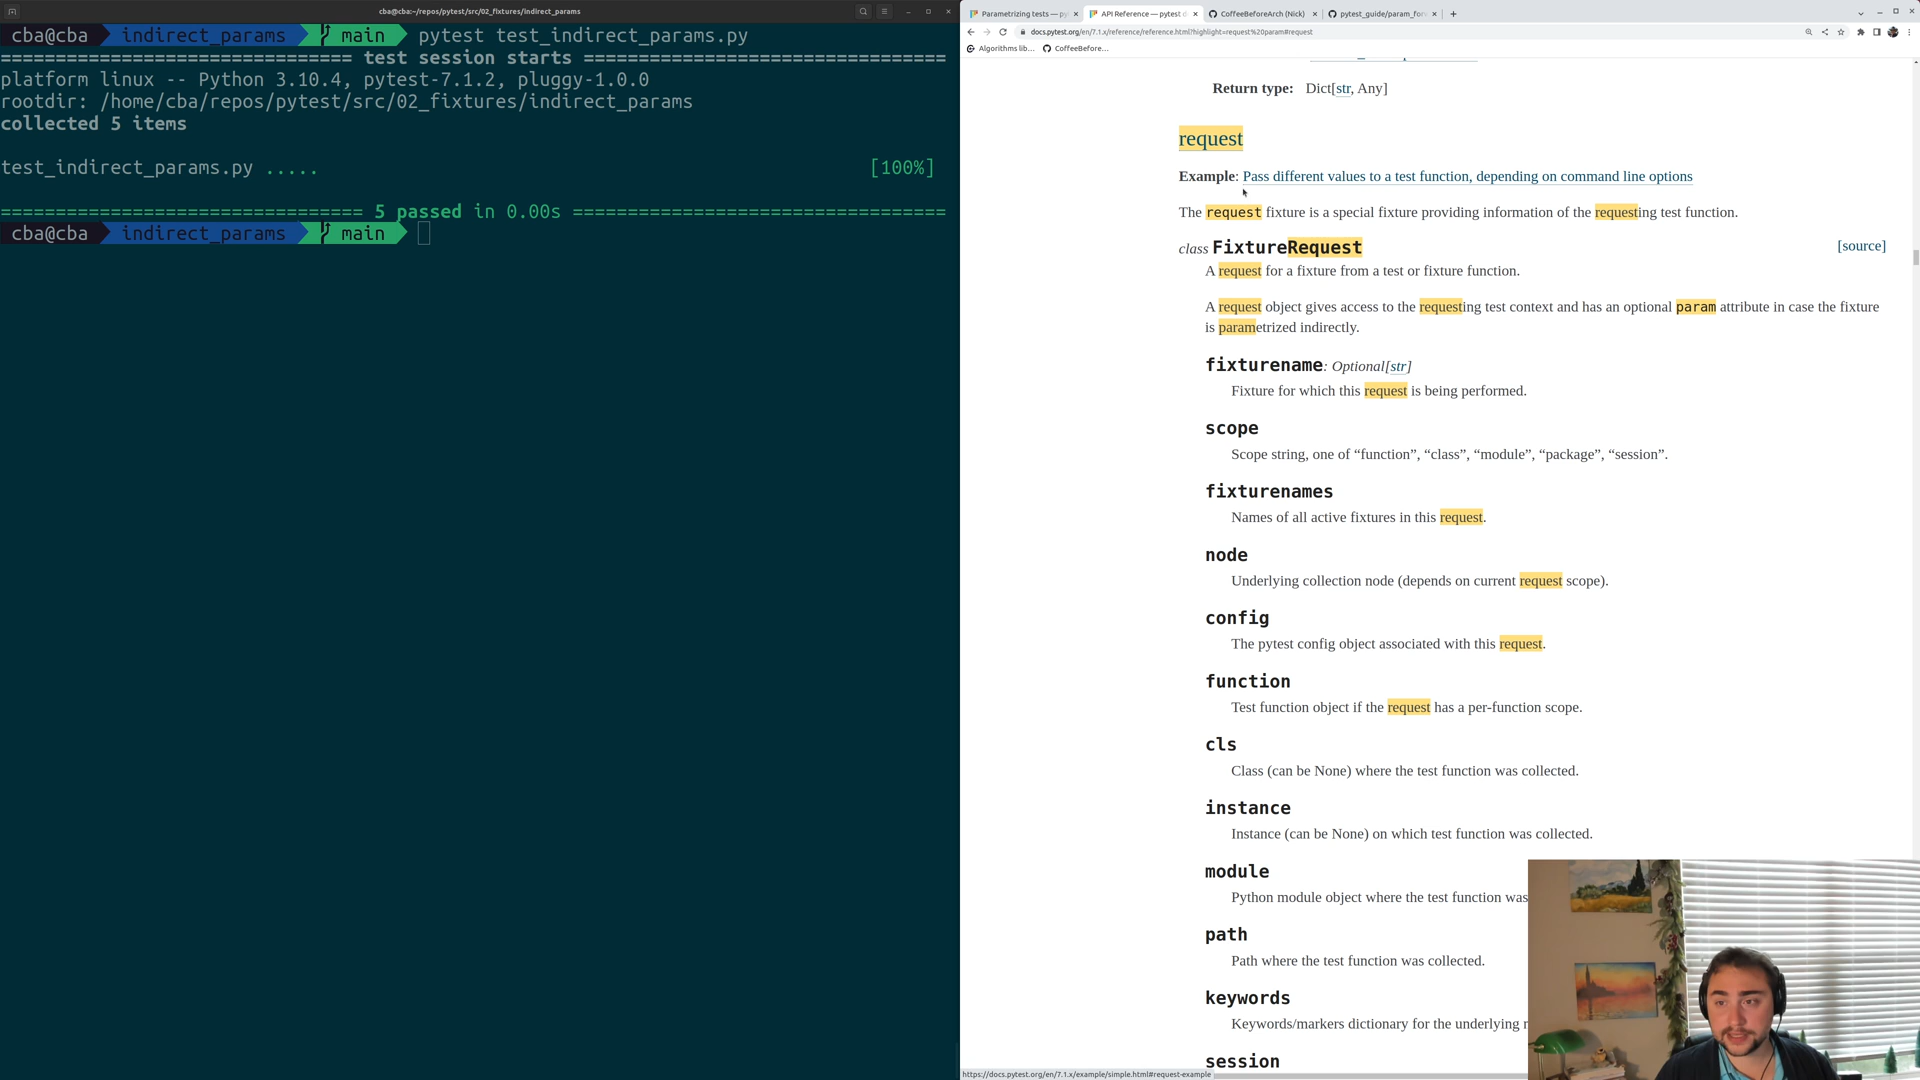 cba@cba:~/repos/pytest/src/02_fixtures/indirect_params
cba@cba indirect_params main pytest test_indirect_params.py
================================ test session starts =================================
platform linux -- Python 3.10.4, pytest-7.1.2, pluggy-1.0.0
rootdir: /home/cba/repos/pytest/src/02_fixtures/indirect_params
collected 5 items
test_indirect_params.py ..... [100%]
================================= 5 passed in 0.00s ==================================
cba@cba indirect_params main
Parametrizing tests — py
API Reference — pytest d
CoffeeBeforeArch (Nick)
pytest_guide/param_for
docs.pytest.org/en/7.1.x/reference/reference.html?highlight=request%20param#request
Algorithms lib...
CoffeeBefore...
Return type: Dict[str, Any]
request
Example: Pass different values to a test function, depending on command line options
The request fixture is a special fixture providing information of the requesting test function.
class FixtureRequest [source]
A request for a fixture from a test or fixture function.
A request object gives access to the requesting test context and has an optional param attribute in case the fixture
is parametrized indirectly.
fixturename: Optional[str]
Fixture for which this request is being performed.
scope
Scope string, one of “function”, “class”, “module”, “package”, “session”.
fixturenames
Names of all active fixtures in this request.
node
Underlying collection node (depends on current request scope).
config
The pytest config object associated with this request.
function
Test function object if the request has a per-function scope.
cls
Class (can be None) where the test function was collected.
instance
Instance (can be None) on which test function was collected.
module
Python module object where the test function was
path
Path where the test function was collected.
keywords
Keywords/markers dictionary for the underlying r
session
https://docs.pytest.org/en/7.1.x/example/simple.html#request-example